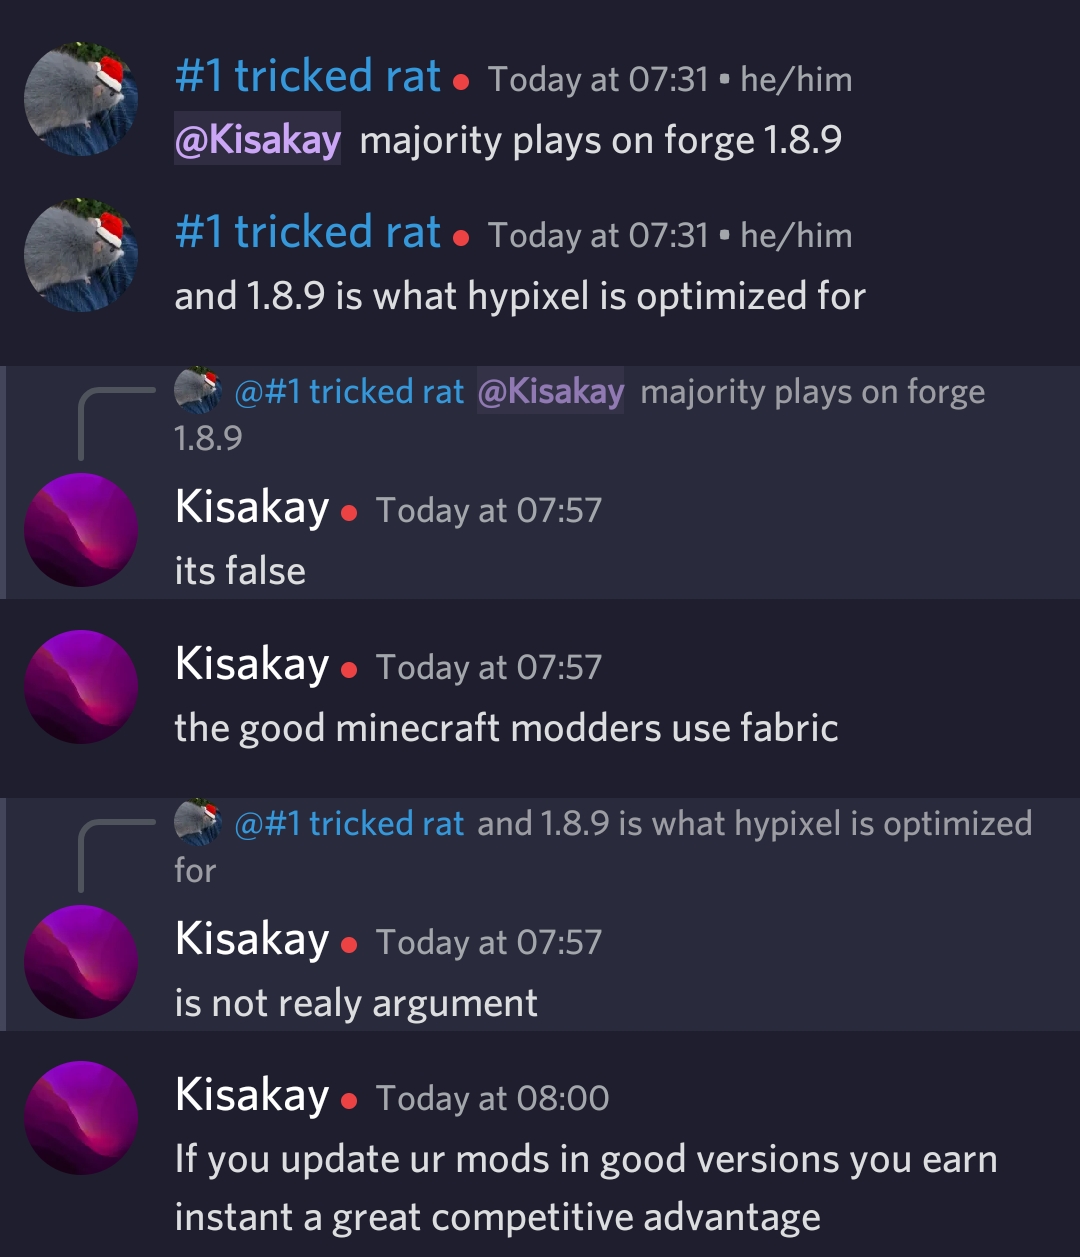 #1 tricked rat Today at 07:31 • he/him
@Kisakay majority plays on forge 1.8.9
#1 tricked rat Today at 07:31 • he/him
and 1.8.9 is what hypixel is optimized for
@#1 tricked rat @Kisakay majority plays on forge
1.8.9
Kisakay Today at 07:57
its false
Kisakay Today at 07:57
the good minecraft modders use fabric
@#1 tricked rat and 1.8.9 is what hypixel is optimized
for
Kisakay Today at 07:57
is not realy argument
Kisakay Today at 08:00
If you update ur mods in good versions you earn
instant a great competitive advantage